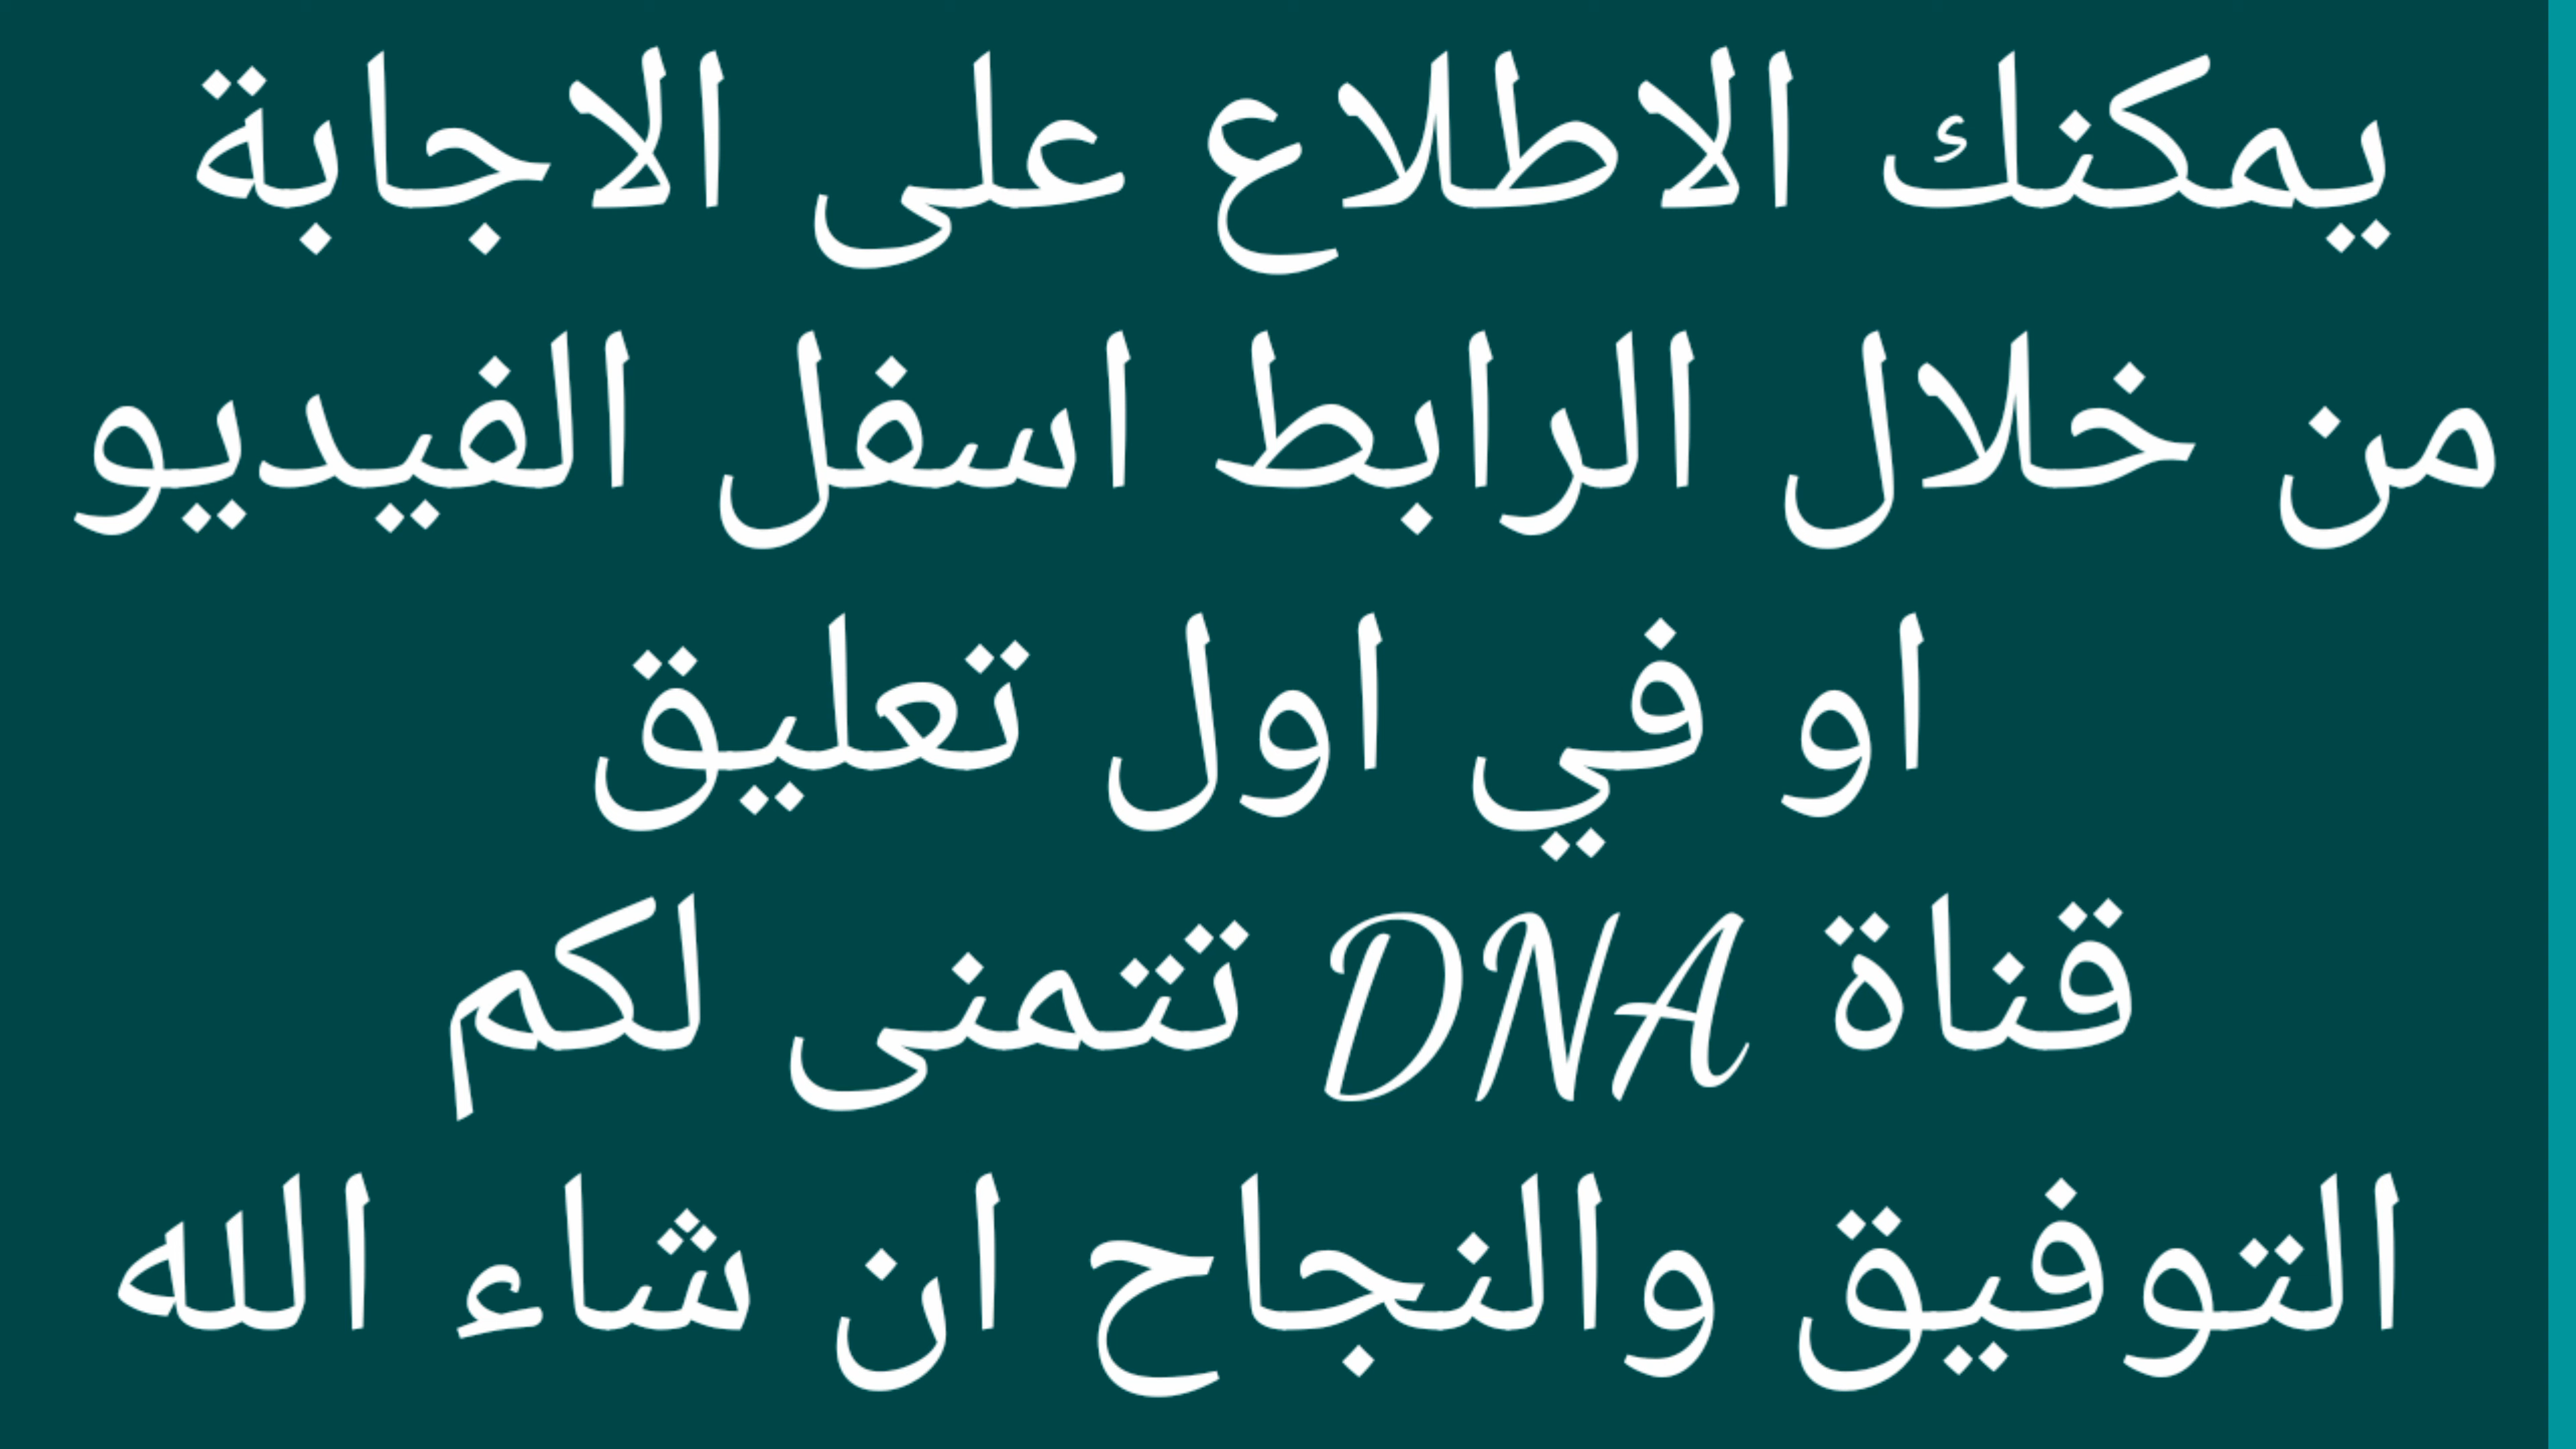 يمكنك الاطلاع على الاجابة
من خلال الرابط اسفل الفيديو
او في اول تعليق
قناة DNA تتمنى لكم
التوفيق والنجاح ان شاء الله